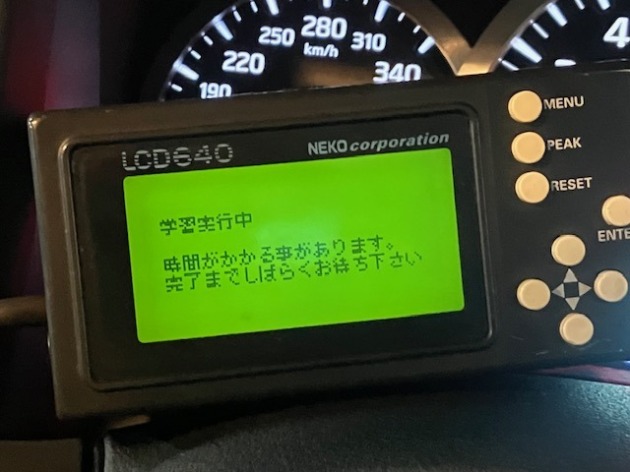 190
220
250
280
310
340
km/h
4
LCD640
NEKO corporation
MENU
PEAK
RESET
ENTE
学習実行中
時間がかかる事があります。
完了までしばらくお待ち下さい